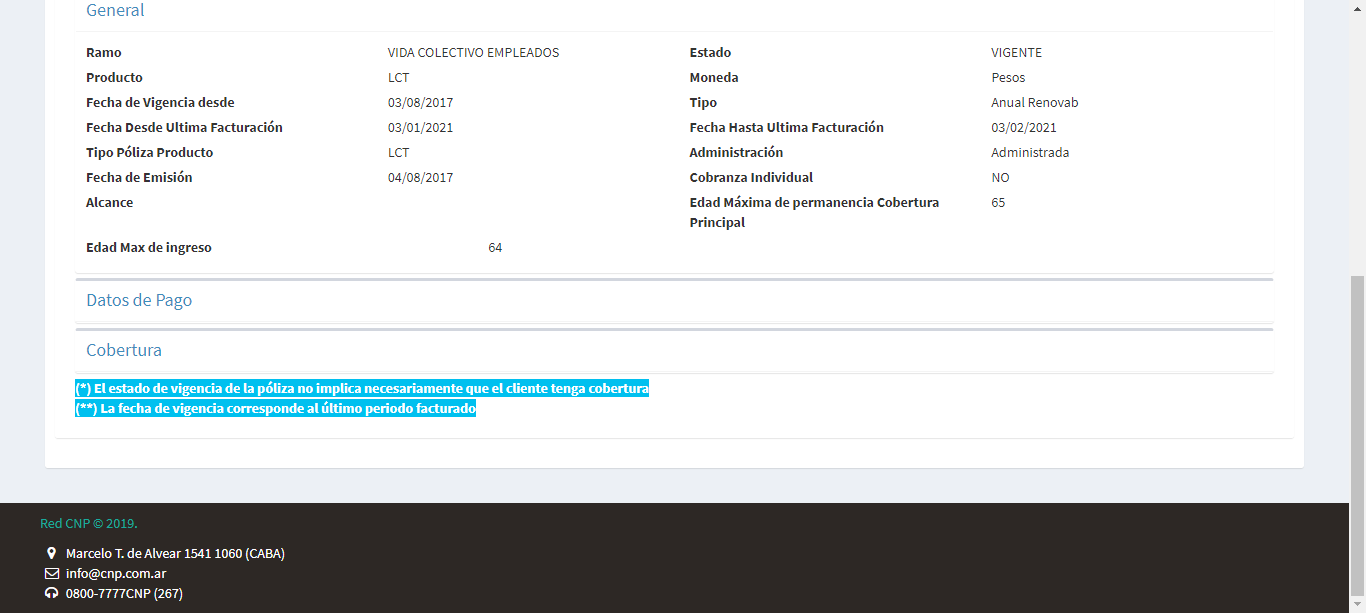 General
Ramo VIDA COLECTIVO EMPLEADOS Estado VIGENTE
Producto LCT Moneda Pesos
Fecha de Vigencia desde 03/08/2017 Tipo Anual Renovab
Fecha Desde Ultima Facturación 03/01/2021 Fecha Hasta Ultima Facturación 03/02/2021
Tipo Póliza Producto LCT Administración Administrada
Fecha de Emisión 04/08/2017 Cobranza Individual NO
Alcance Edad Máxima de permanencia Cobertura 65
Principal
Edad Max de ingreso 64
Datos de Pago
Cobertura
(*) El estado de vigencia de la póliza no implica necesariamente que el cliente tenga cobertura
(**) La fecha de vigencia corresponde al último periodo facturado
Red CNP © 2019.
Marcelo T. de Alvear 1541 1060 (CABA)
info@cnp.com.ar
0800-7777CNP (267)